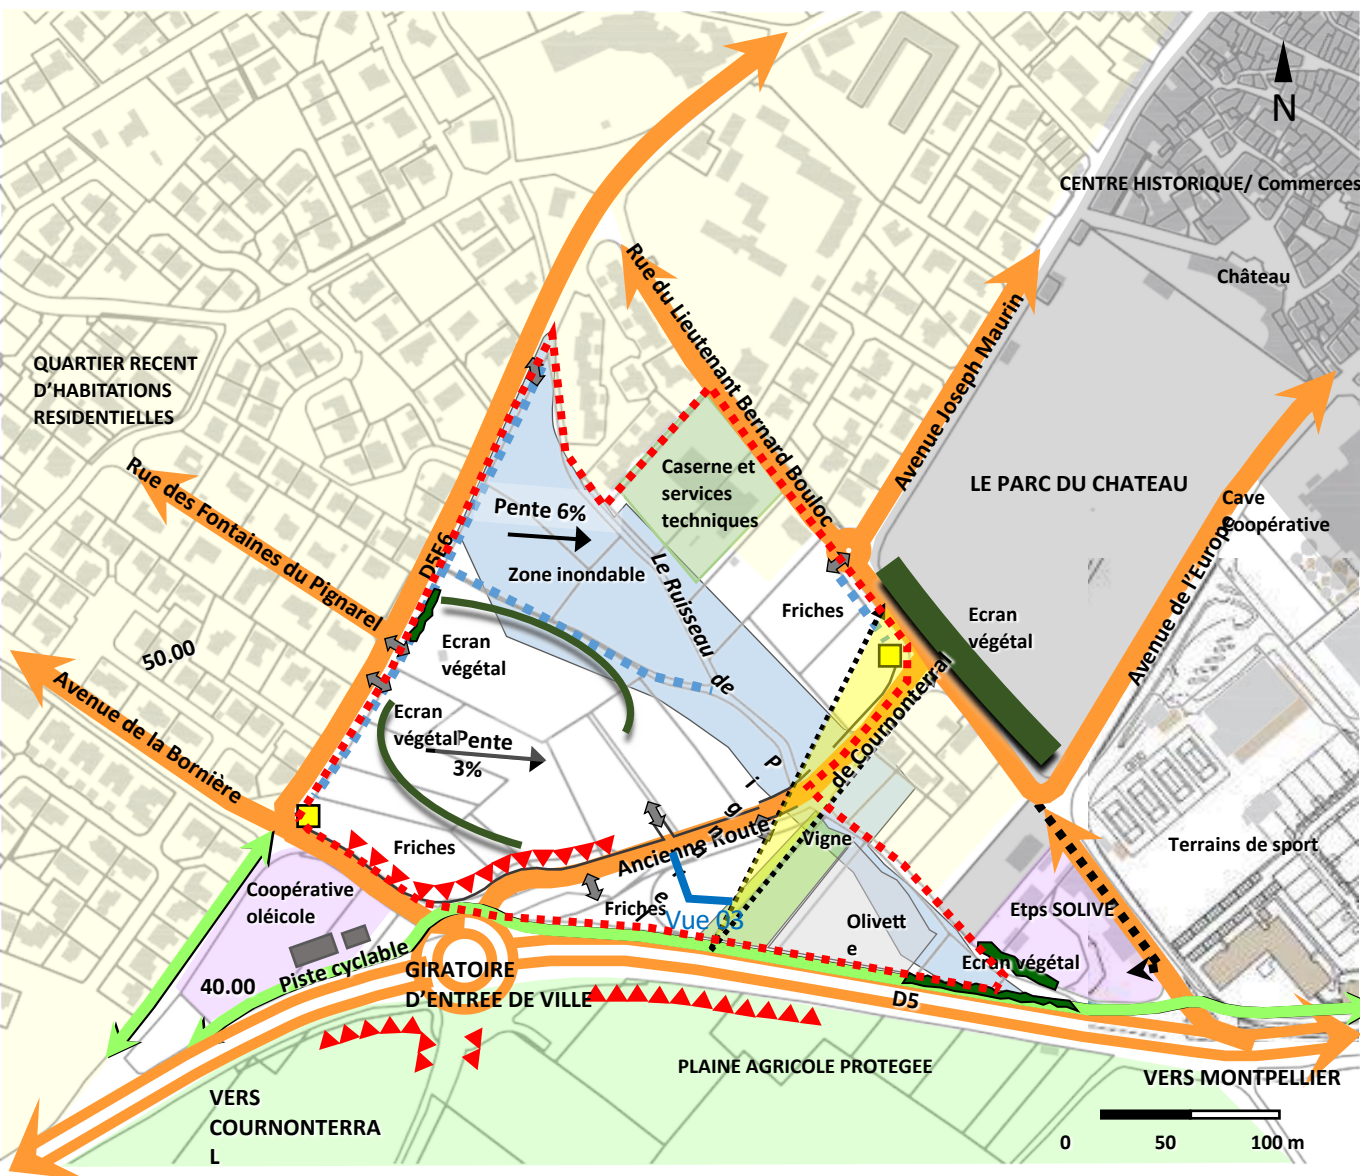 N
CENTRE HISTORIQUE/ Commerces
Château
Rue du Lieutenant Bernard Bouloc
Avenue Joseph Maurin
QUARTIER RECENT
D'HABITATIONS
RESIDENTIELLES
Rue des Fontaines du Pignarel
D5E6
Caserne et
services
techniques
LE PARC DU CHATEAU
Cave
Coopérative
Avenue de l'Europe
Pente 6%
Zone inondable
Le Ruisseau
de
Pignarel
Friches
Ecran
végétal
Ecran
végétal
50.00
Avenue de la Bornière
Ecran
végétal
Pente
3%
Friches
Ancienne Route
de Cournonterral
Vigne
Terrains de sport
Coopérative
oléicole
Friches
Vue 03
Olivett
e
Etps SOLIVE
Ecran végétal
40.00
Piste cyclable
GIRATOIRE
D'ENTREE DE VILLE
D5
PLAINE AGRICOLE PROTEGEE
VERS MONTPELLIER
VERS
COURNONTERRA
L
0 50 100 m